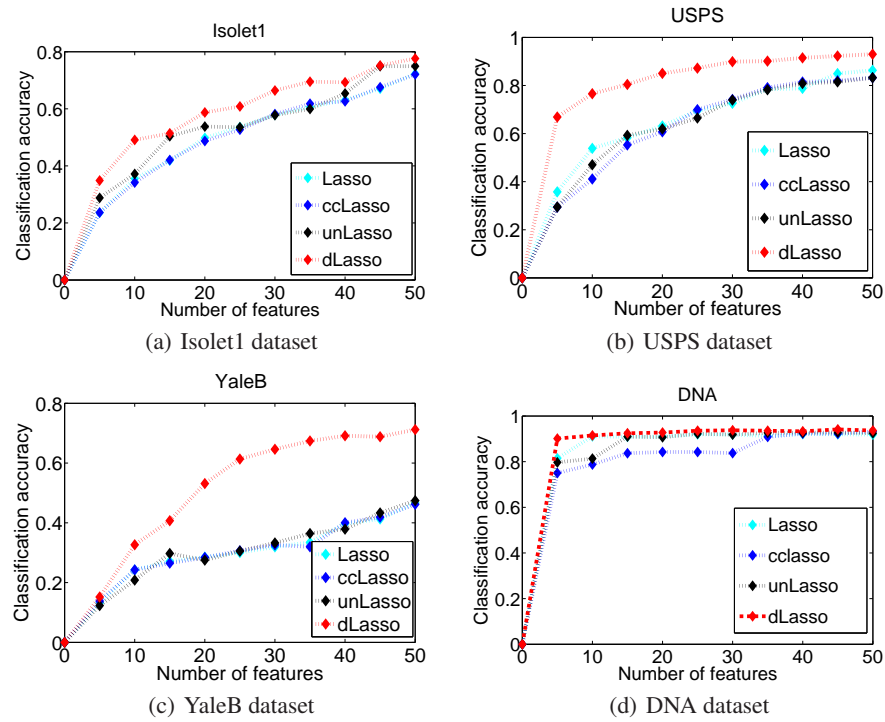 Isolet1
Classification accuracy
0.8
0.6
0.4
0.2
0
0 10 20 30 40 50
Number of features
Lasso
ccLasso
unLasso
dLasso
(a) Isolet1 dataset
USPS
Classification accuracy
1
0.8
0.6
0.4
0.2
0
0 10 20 30 40 50
Number of features
Lasso
ccLasso
unLasso
dLasso
(b) USPS dataset
YaleB
Classification accuracy
0.8
0.6
0.4
0.2
0
0 10 20 30 40 50
Number of features
Lasso
ccLasso
unLasso
dLasso
(c) YaleB dataset
DNA
Classification accuracy
1
0.8
0.6
0.4
0.2
0
0 10 20 30 40 50
Number of features
Lasso
cclasso
unLasso
dLasso
(d) DNA dataset